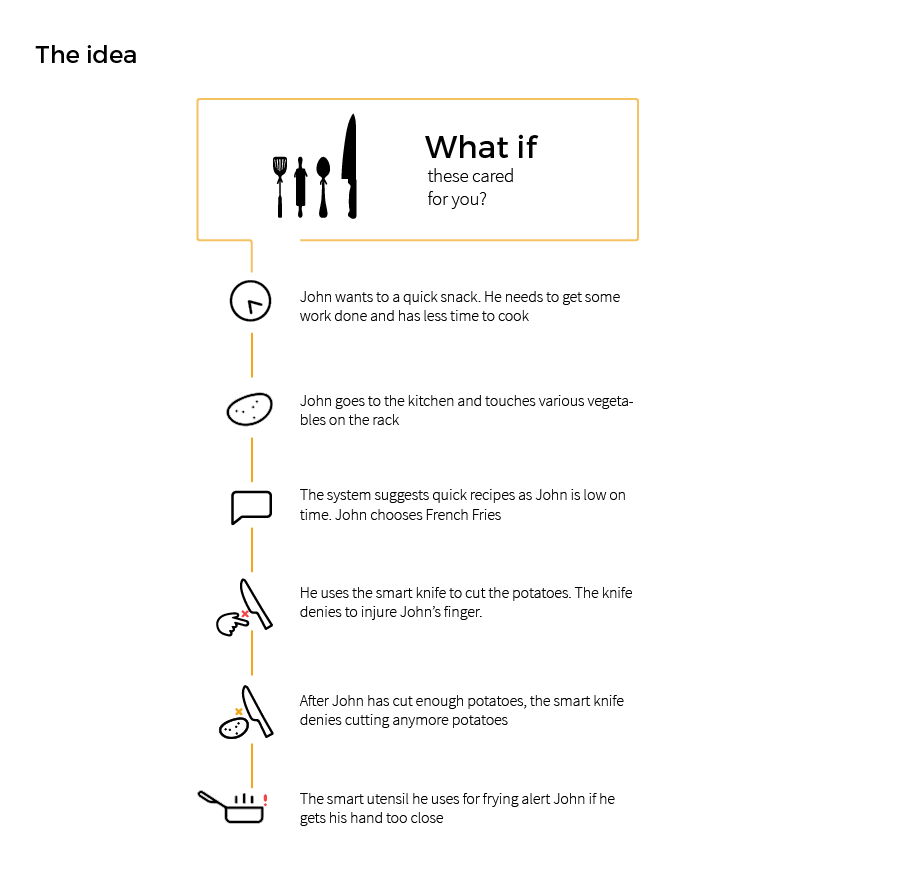 The idea
What if
these cared
for you?
John wants to a quick snack. He needs to get some
work done and has less time to cook
John goes to the kitchen and touches various vegeta-
bles on the rack
The system suggests quick recipes as John is low on
time. John chooses French Fries
He uses the smart knife to cut the potatoes. The knife
denies to injure John’s finger.
After John has cut enough potatoes, the smart knife
denies cutting anymore potatoes
The smart utensil he uses for frying alert John if he
gets his hand too close